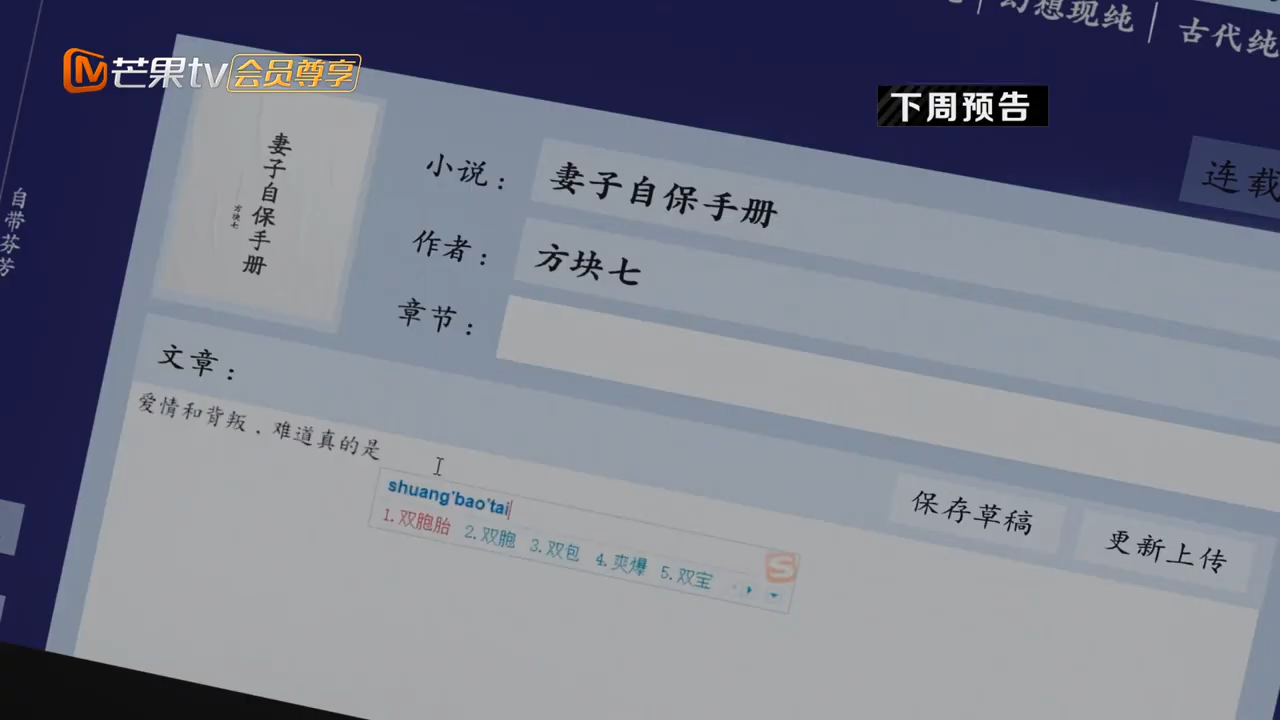 幻想现纯 | 古代纯
芒果tv会员尊享
下周预告
连载
妻子自保手册
方块七
小说：妻子自保手册
作者：方块七
章节：
自带芬芳
文章：
爱情和背叛，难道真的是
shuang'bao'tai
1.双胞胎 2.双胞 3.双包 4.爽爆 5.双宝
S
保存草稿
更新上传